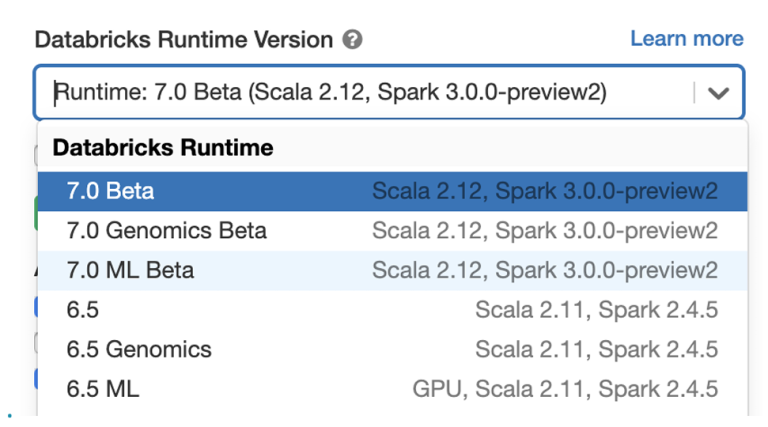 Databricks Runtime Version ? Learn more
Runtime: 7.0 Beta (Scala 2.12, Spark 3.0.0-preview2)
Databricks Runtime
7.0 Beta Scala 2.12, Spark 3.0.0-preview2
7.0 Genomics Beta Scala 2.12, Spark 3.0.0-preview2
7.0 ML Beta Scala 2.12, Spark 3.0.0-preview2
6.5 Scala 2.11, Spark 2.4.5
6.5 Genomics Scala 2.11, Spark 2.4.5
6.5 ML GPU, Scala 2.11, Spark 2.4.5